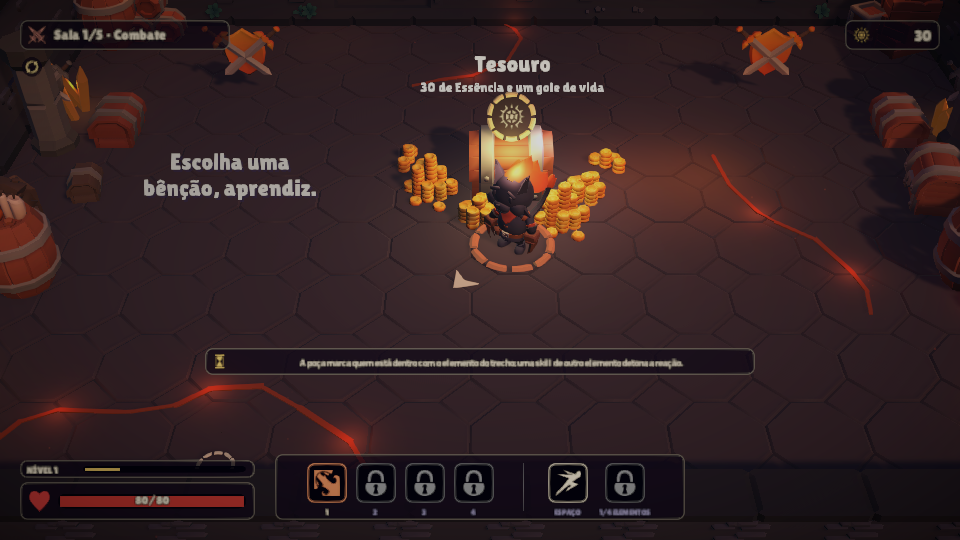 Sala 1/5 - Combate
30
Tesouro
30 de Essência e um gole de vida
Escolha uma
bênção, aprendiz.
A poça marca quem está dentro com o elemento do trecho: uma skill de outro elemento detona a reação.
NÍVEL 1
80/80
1
2
3
4
ESPAÇO
1/4 ELEMENTOS